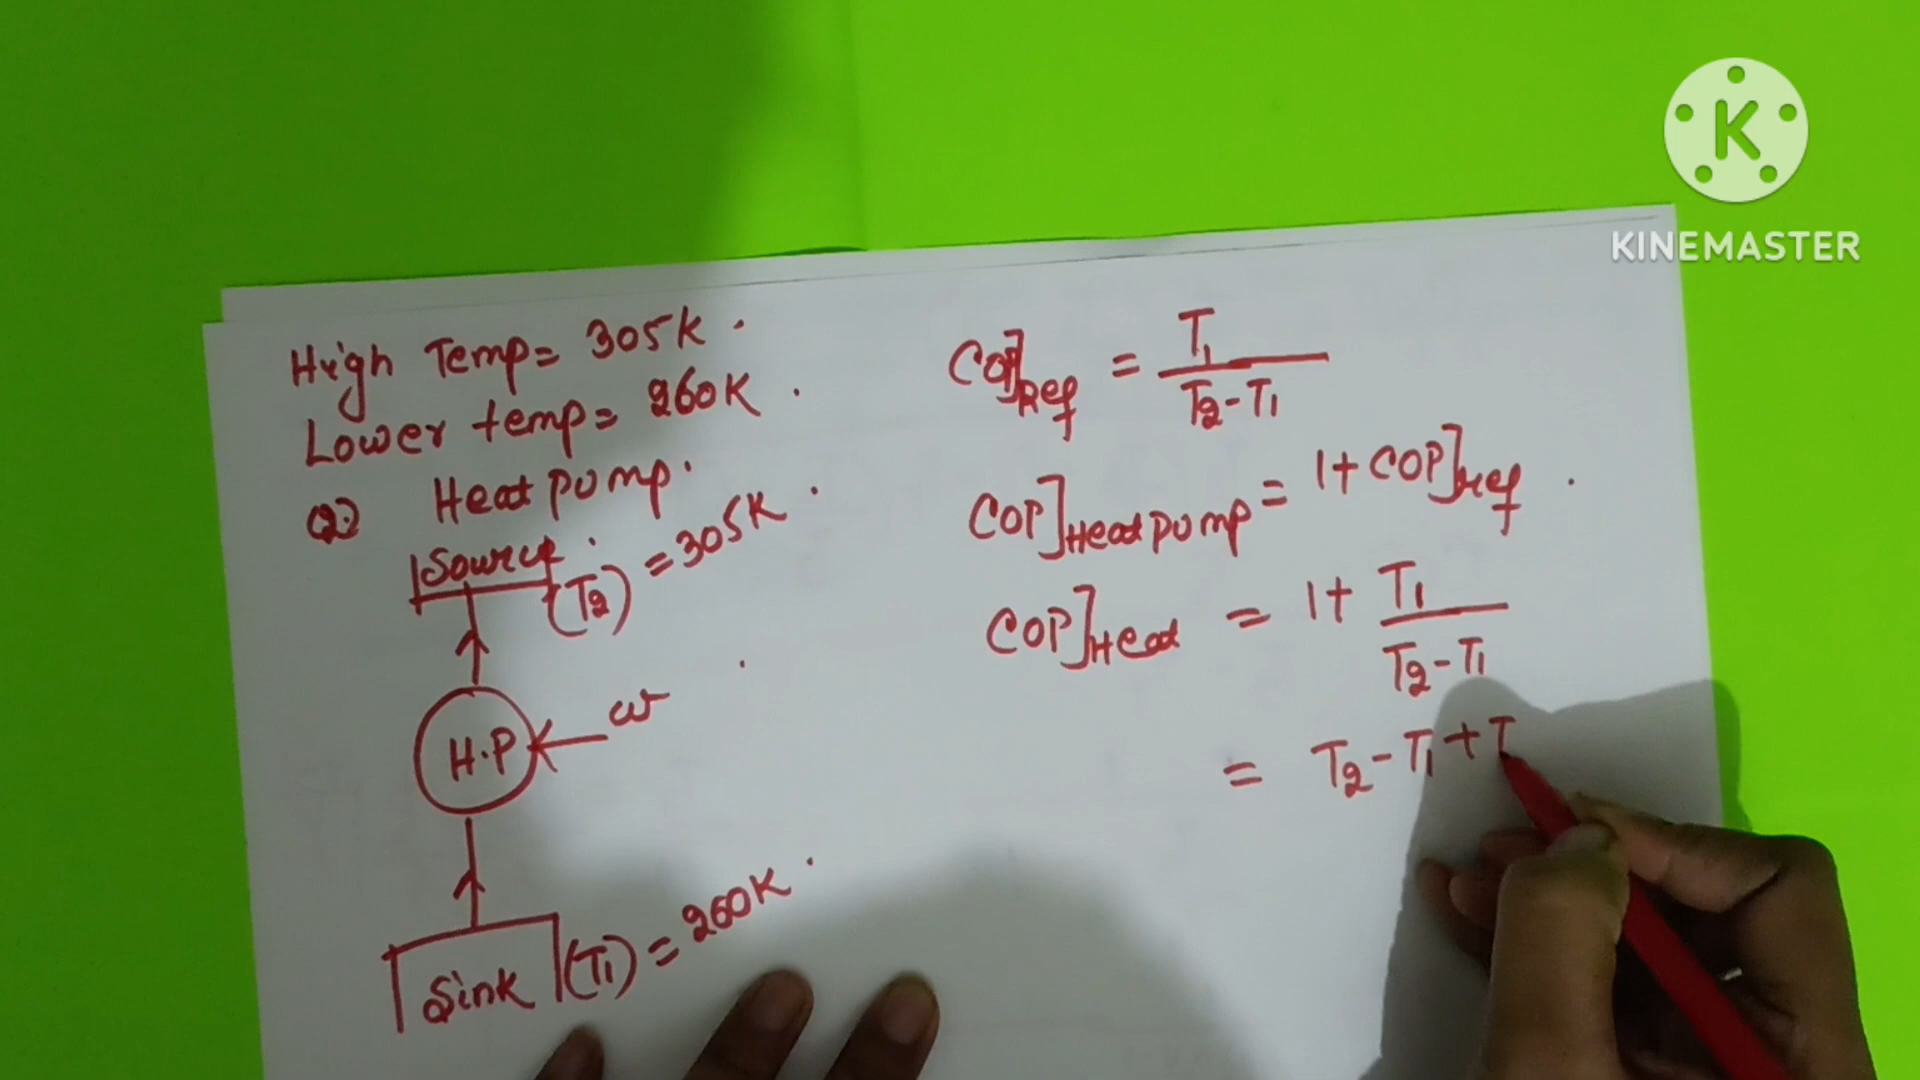 High Temp = 305K.
Lower temp = 260K.
Q2 Heat pump.
Source.
(T2) = 305K.
H.P
w
Sink (T1) = 260K.
COP]Ref = T1 / T2-T1
COP]Heat pump = 1+ COP]Ref.
COP]Heat = 1+ T1 / T2-T1
= T2-T1+T
K
KINEMASTER